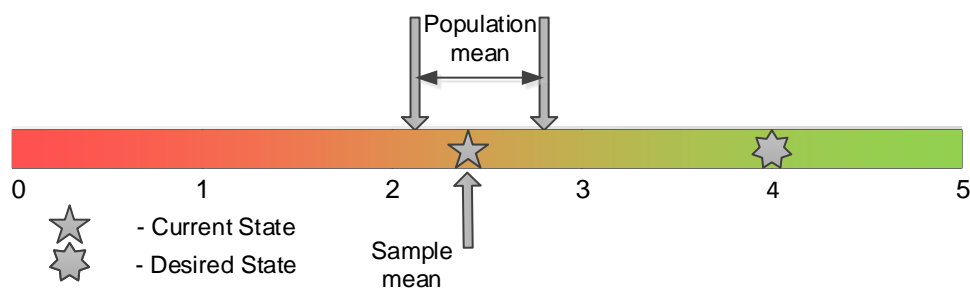 Population
mean
0 1 2 3 4 5
- Current State
- Desired State
Sample
mean